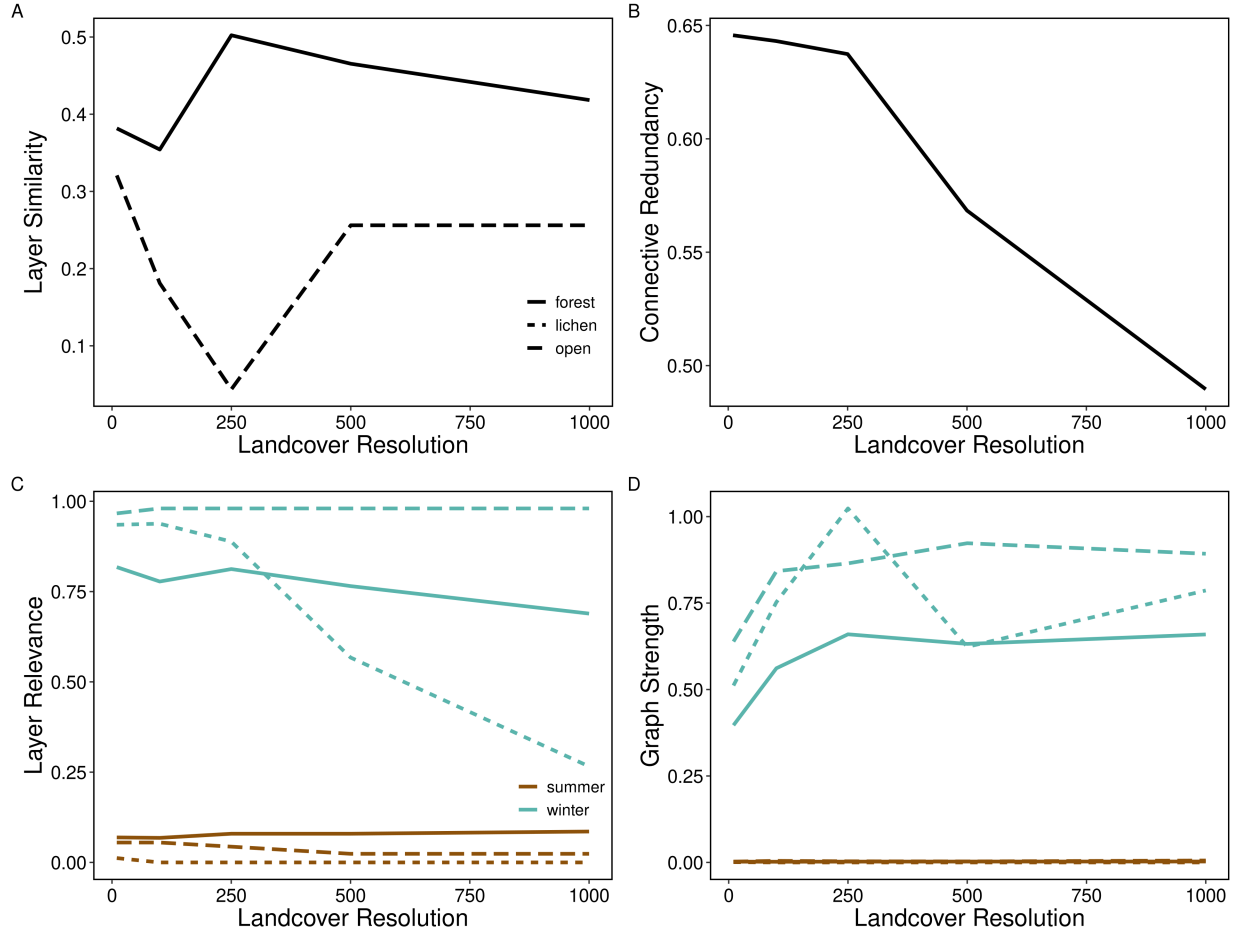 A
Layer Similarity
0.5
0.4
0.3
0.2
0.1
forest
lichen
open
0 250 500 750 1000
Landcover Resolution
B
Connective Redundancy
0.65
0.60
0.55
0.50
0 250 500 750 1000
Landcover Resolution
C
Layer Relevance
1.00
0.75
0.50
0.25
0.00
summer
winter
0 250 500 750 1000
Landcover Resolution
D
Graph Strength
1.00
0.75
0.50
0.25
0.00
0 250 500 750 1000
Landcover Resolution